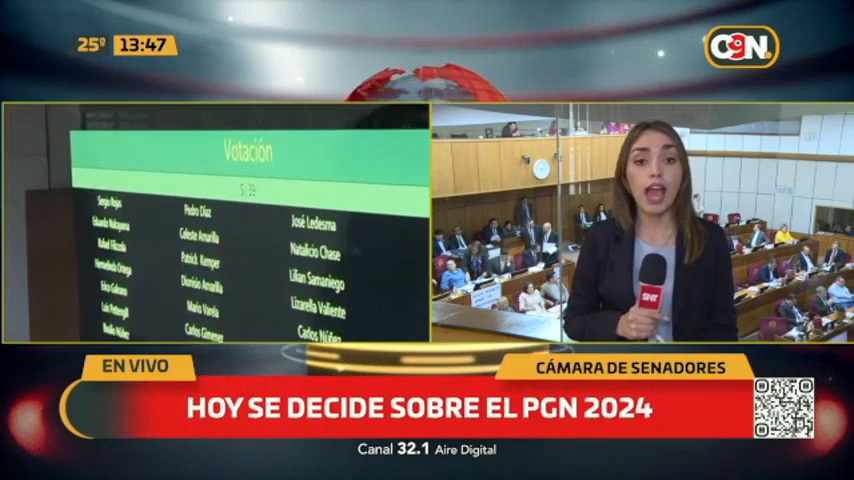 25º 13:47
C9N.
Votación
Sí: 39
Sergio Rojas
Pedro Díaz
José Ledesma
Eduardo Nakayama
Celeste Amarilla
Natalicio Chase
Rafael Filizzola
Patrick Kemper
Lilian Samaniego
Hermelinda Ortega
Dionisio Amarilla
Lizarella Valiente
Erico Galeano
Mario Varela
Carlos Núñez
Luis Pettengill
Carlos Gimenez
Basilio Núñez
SNT
EN VIVO
CÁMARA DE SENADORES
HOY SE DECIDE SOBRE EL PGN 2024
Canal 32.1 Aire Digital